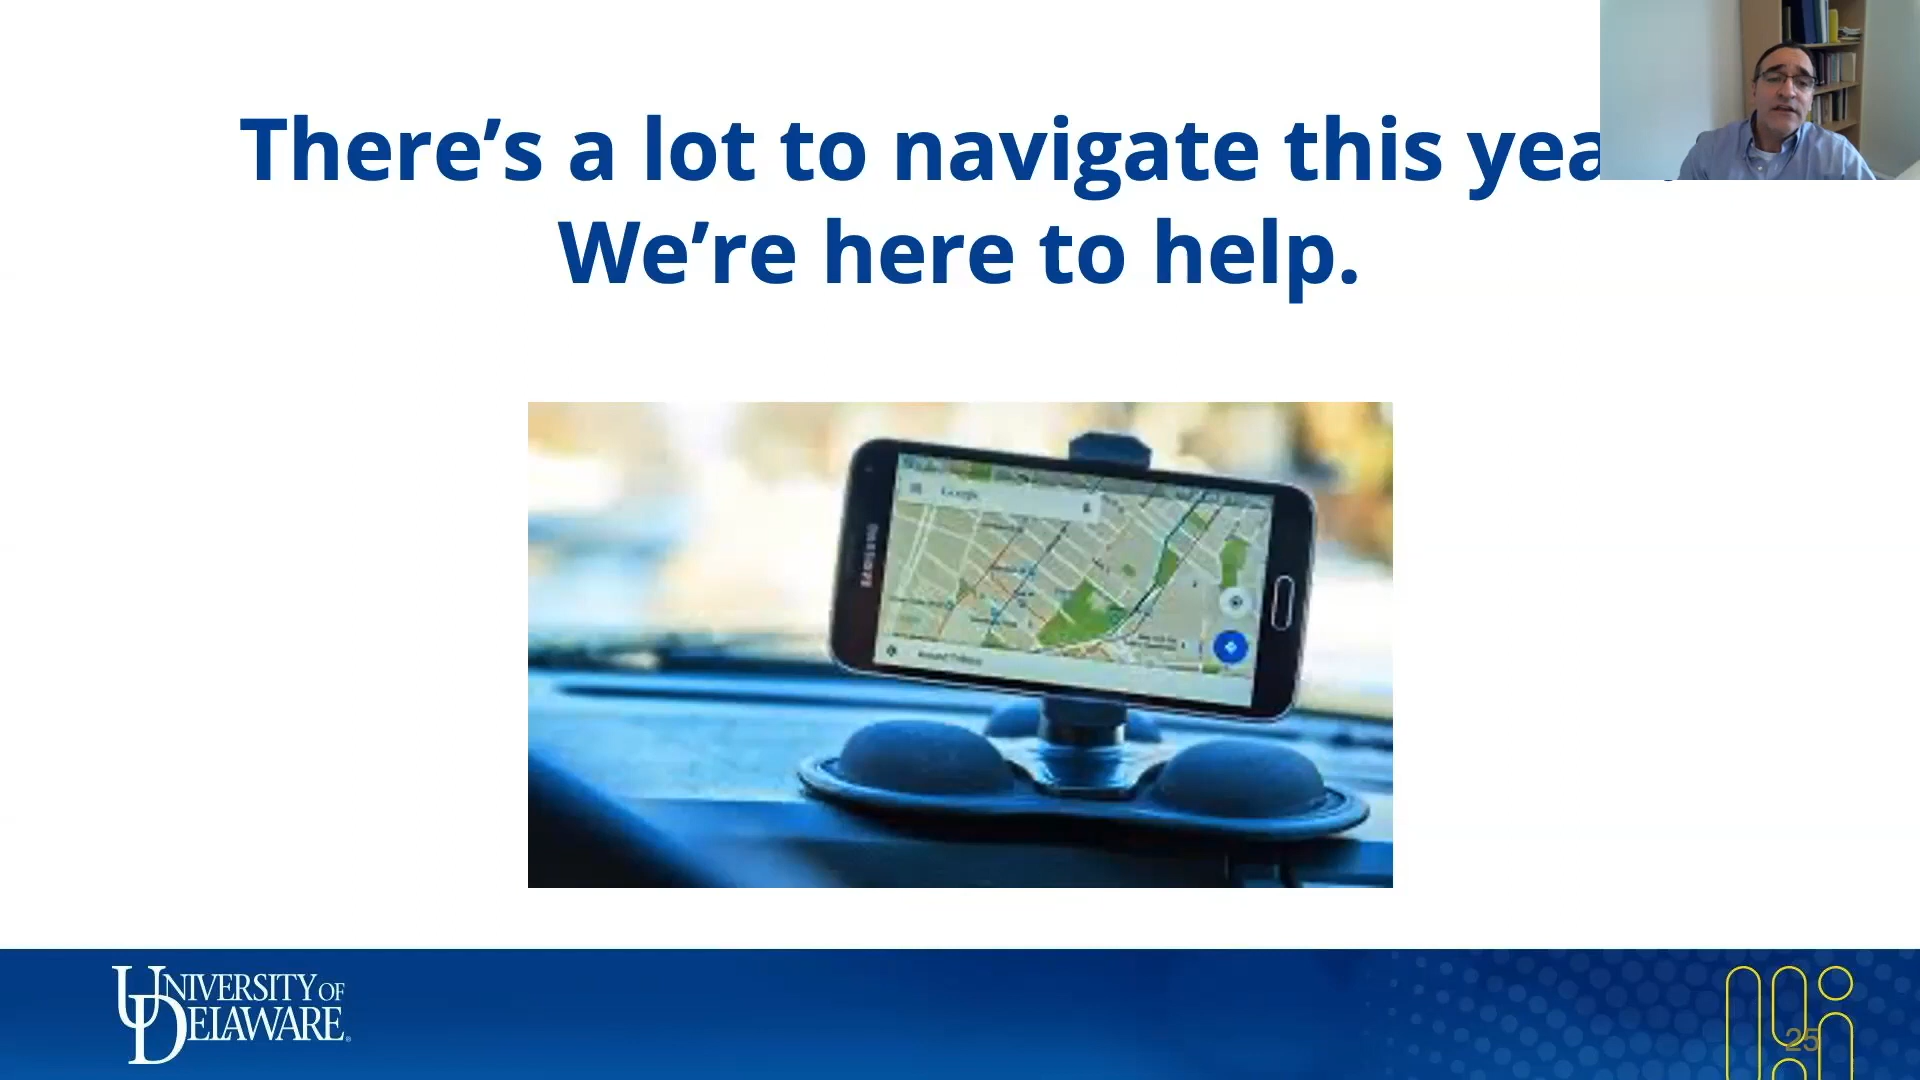 There’s a lot to navigate this yea
We’re here to help.
Google
SAMSUNG
UNIVERSITY OF
DELAWARE
25